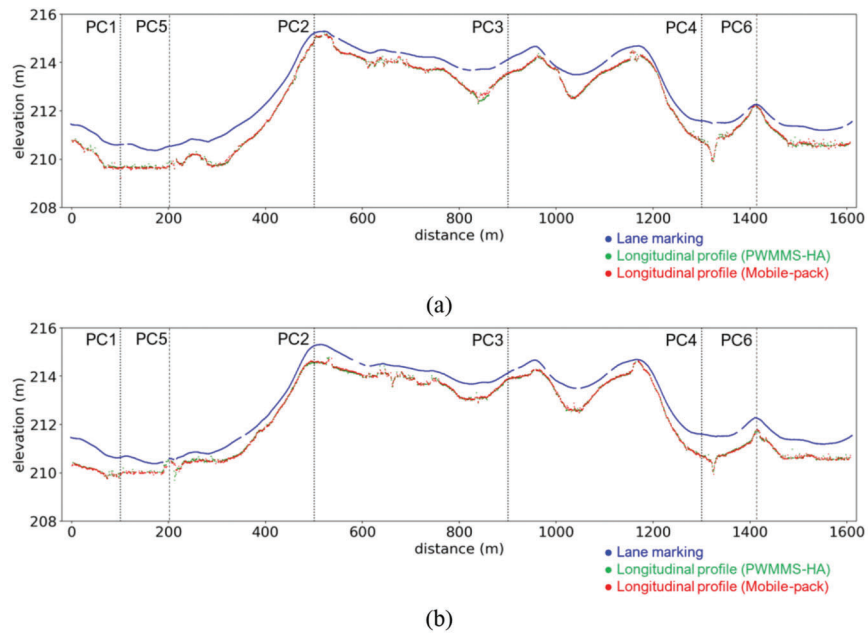 216
PC1 PC5 PC2 PC3 PC4 PC6
214
212
210
208
elevation (m)
0 200 400 600 800 1000 1200 1400 1600
distance (m)
Lane marking
Longitudinal profile (PWMMS-HA)
Longitudinal profile (Mobile-pack)
(a)
216
PC1 PC5 PC2 PC3 PC4 PC6
214
212
210
208
elevation (m)
0 200 400 600 800 1000 1200 1400 1600
distance (m)
Lane marking
Longitudinal profile (PWMMS-HA)
Longitudinal profile (Mobile-pack)
(b)